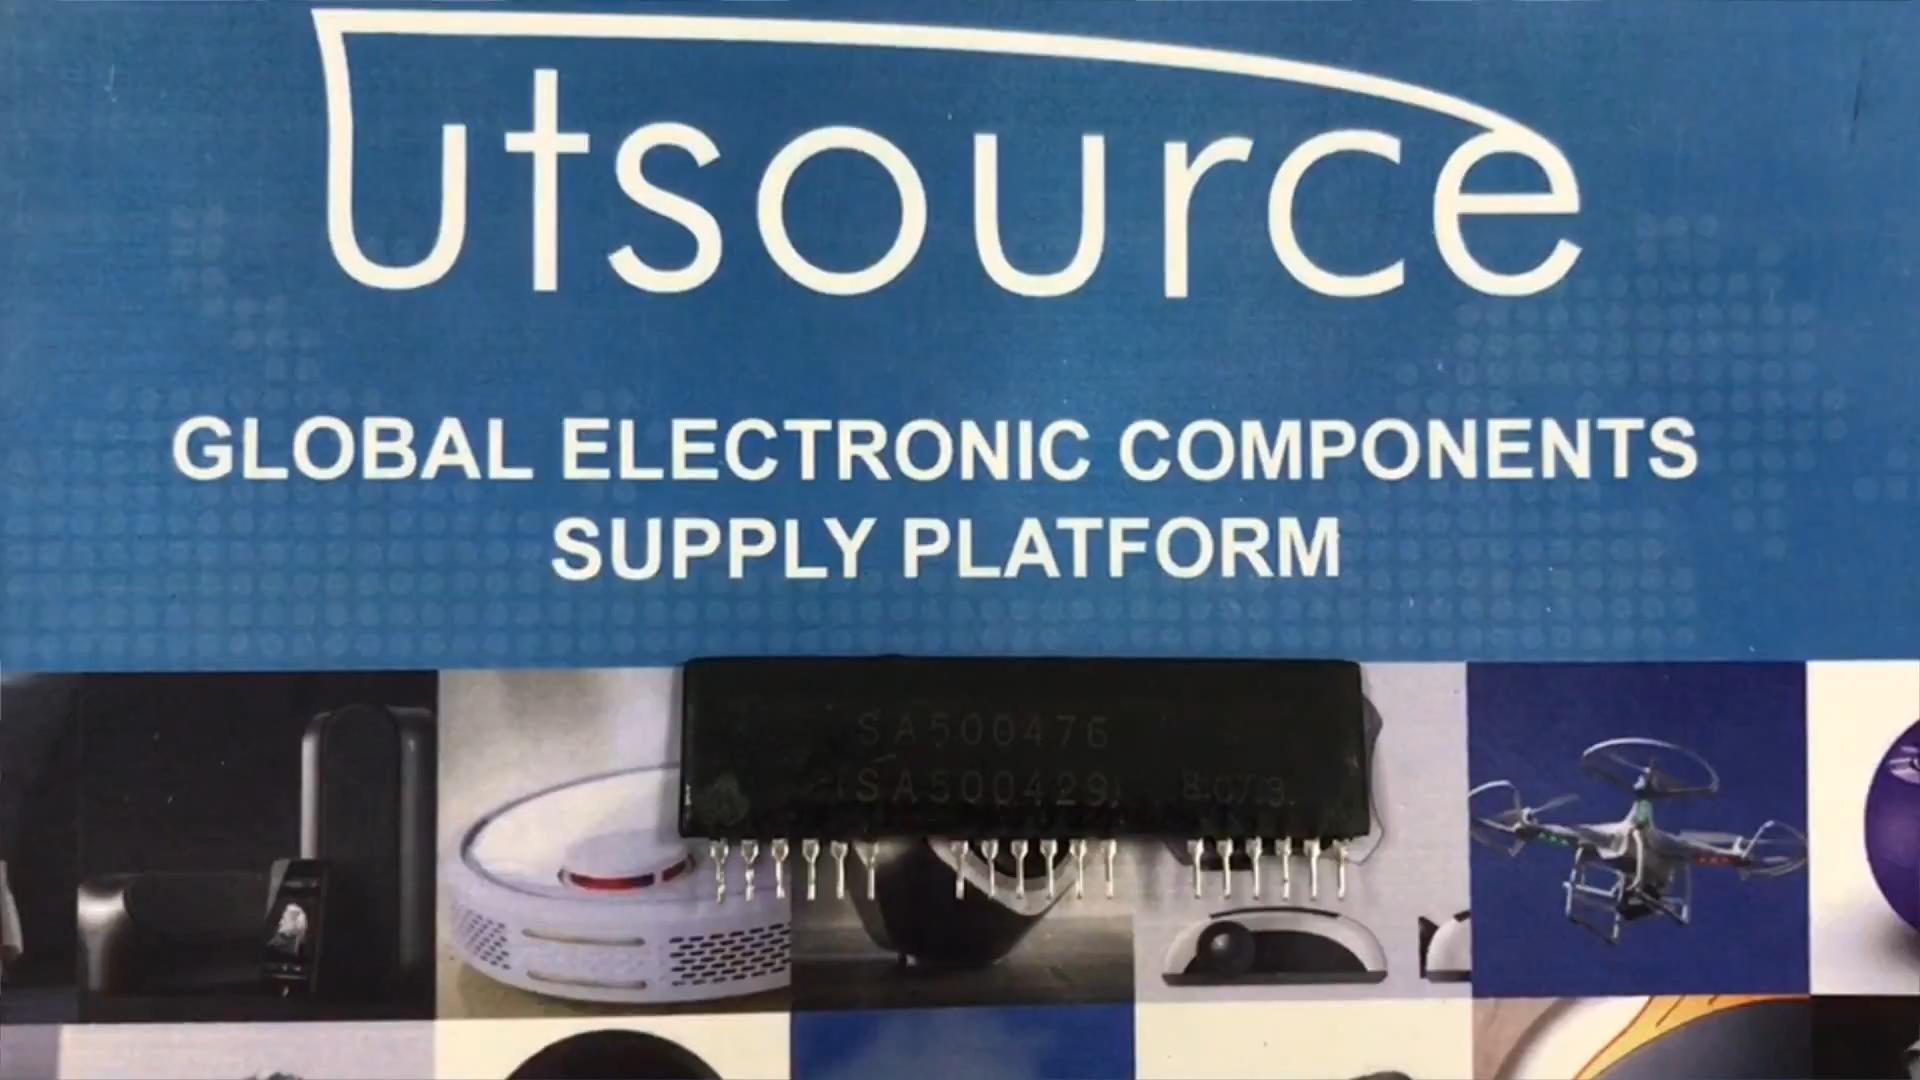 utsource
GLOBAL ELECTRONIC COMPONENTS
SUPPLY PLATFORM
SA500476
(SA500429)